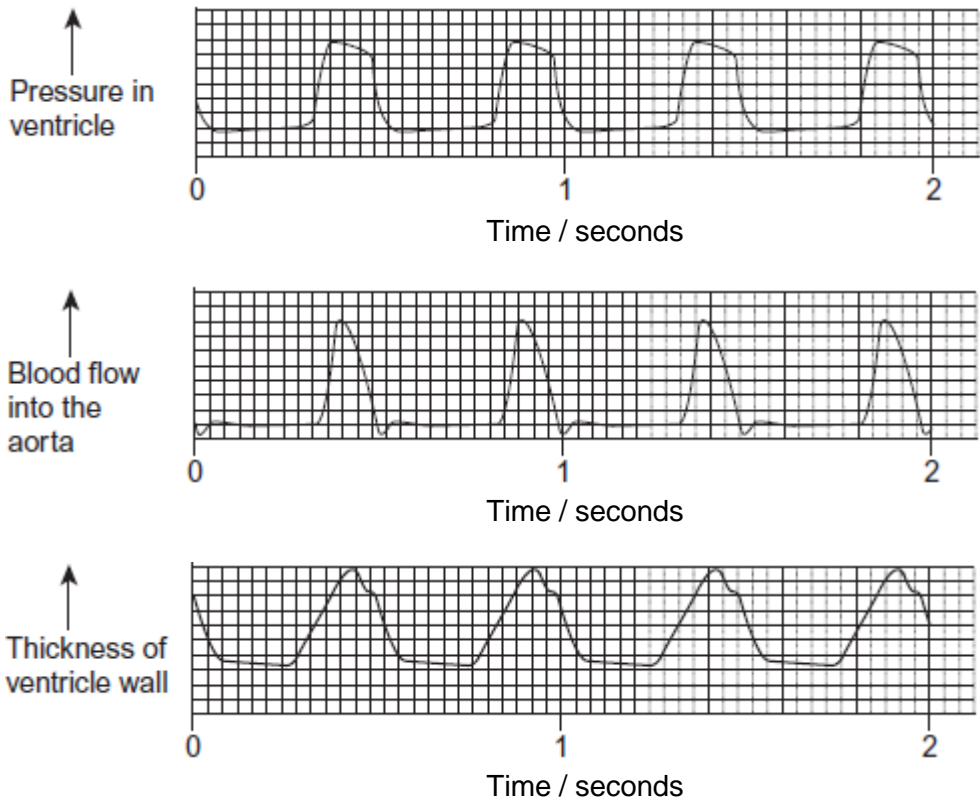 Pressure in
ventricle
0 1 2
Time / seconds
Blood flow
into the
aorta
0 1 2
Time / seconds
Thickness of
ventricle wall
0 1 2
Time / seconds